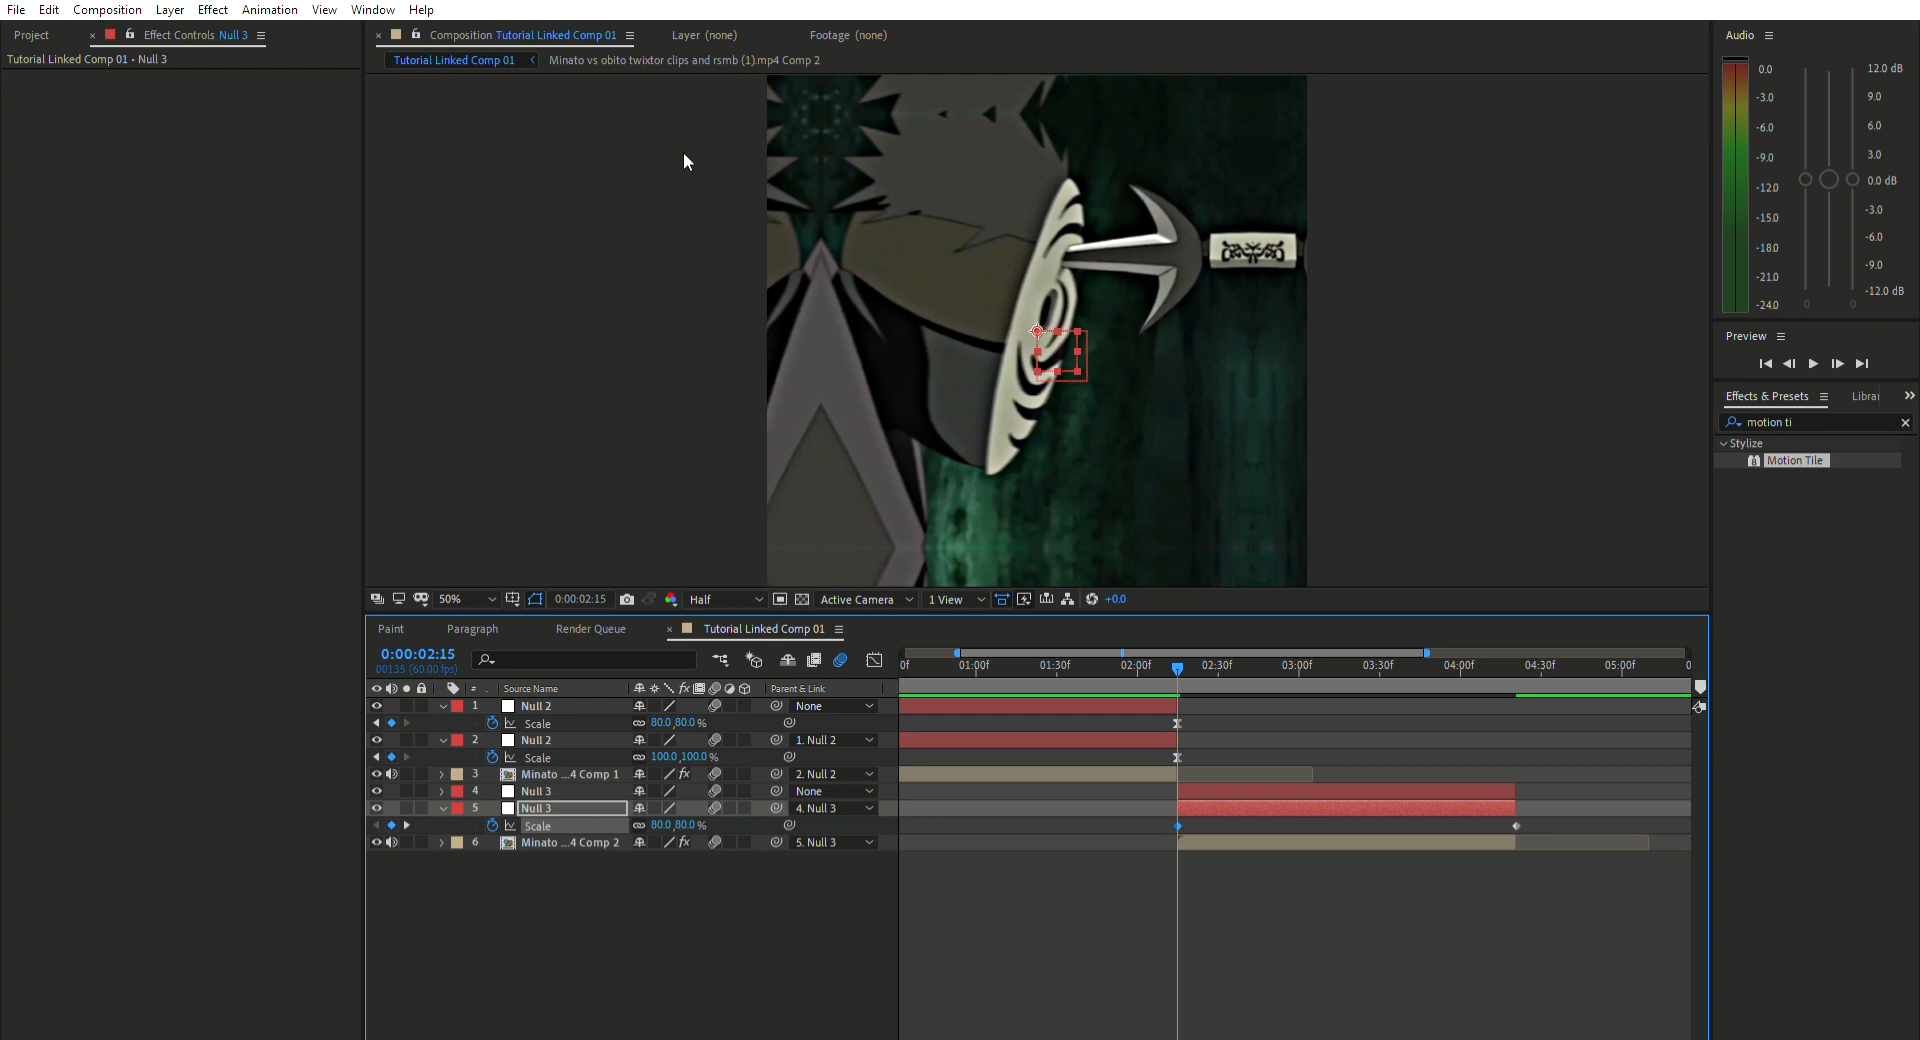 File Edit Composition Layer Effect Animation View Window Help
Project × Effect Controls Null 3
Tutorial Linked Comp 01 • Null 3
× Composition Tutorial Linked Comp 01 Layer (none) Footage (none)
Tutorial Linked Comp 01 Minato vs obito twixtor clips and rsmb (1).mp4 Comp 2
Audio
0.0 12.0 dB
-3.0 9.0
-6.0 6.0
-9.0 3.0
-12.0 0.0 dB
-15.0 -3.0
-18.0 -6.0
-21.0 -9.0
-24.0 0 0 -12.0 dB
Preview
Effects & Presets Librar
motion ti
Stylize
8 Motion Tile
50% 0:00:02:15 Half Active Camera 1 View +0.0
Paint Paragraph Render Queue × Tutorial Linked Comp 01
0:00:02:15
00135 (60.00 fps)
0f 01:00f 01:30f 02:00f 02:30f 03:00f 03:30f 04:00f 04:30f 05:00f 0
# . Source Name fx Parent & Link
1 Null 2 None
Scale 80.0,80.0 %
2 Null 2 1. Null 2
Scale 100.0,100.0 %
3 Minato ...4 Comp 1 fx 2. Null 2
4 Null 3 None
5 Null 3 4. Null 3
Scale 80.0,80.0 %
6 Minato ...4 Comp 2 fx 5. Null 3